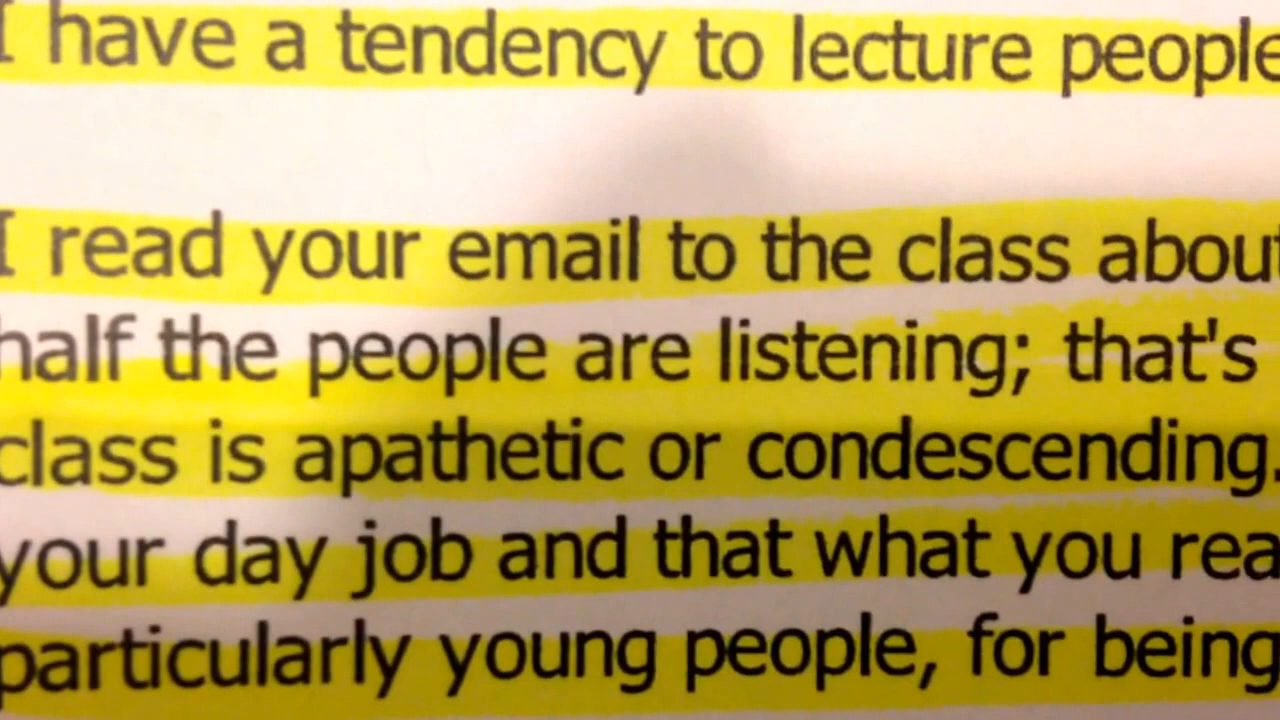 I have a tendency to lecture people
I read your email to the class about
half the people are listening; that's
class is apathetic or condescending.
your day job and that what you rea
particularly young people, for being